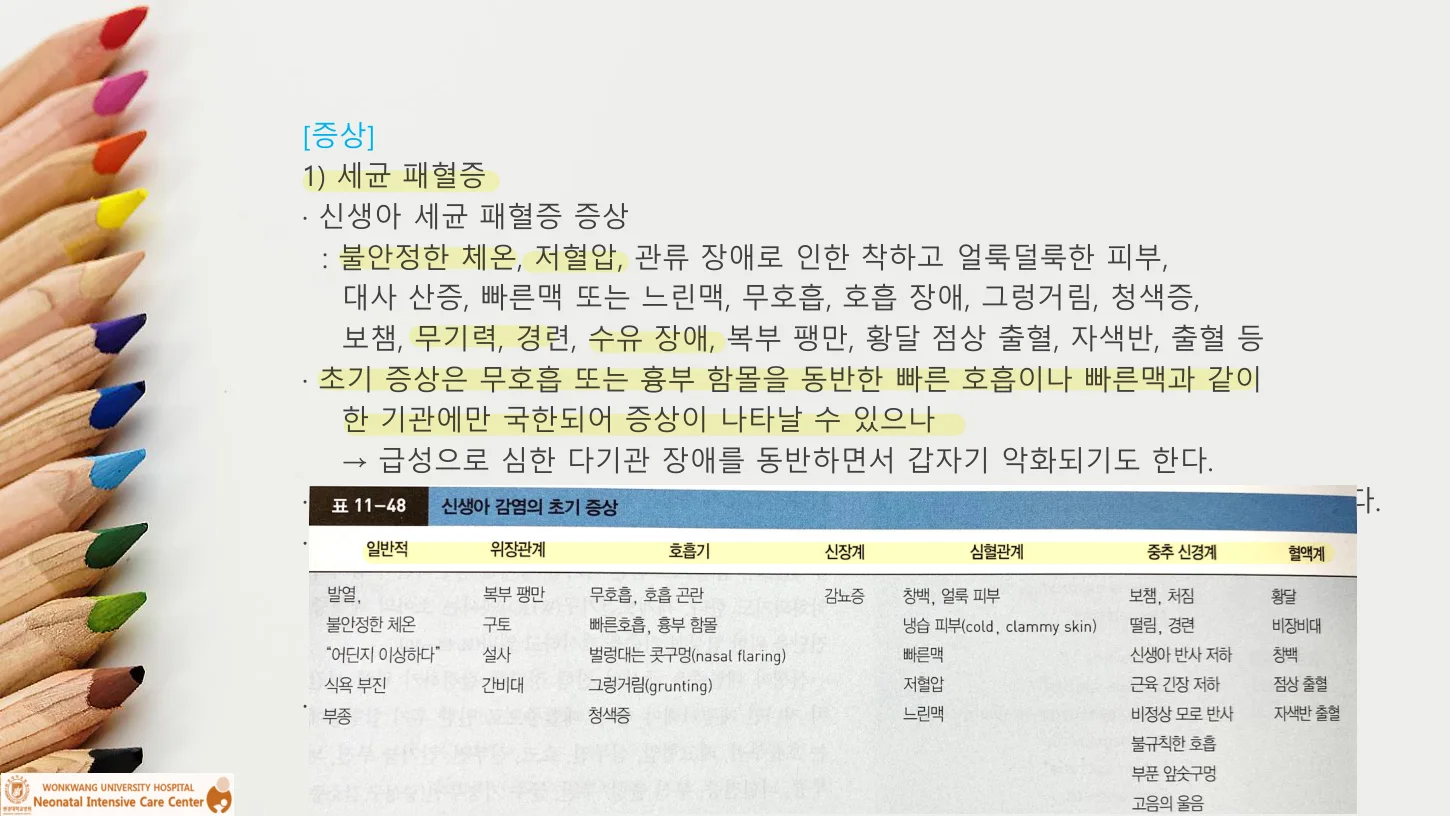 [증상]
1) 세균 패혈증
· 신생아 세균 패혈증 증상
: 불안정한 체온, 저혈압, 관류 장애로 인한 착하고 얼룩덜룩한 피부,
대사 산증, 빠른맥 또는 느린맥, 무호흡, 호흡 장애, 그렁거림, 청색증,
보챔, 무기력, 경련, 수유 장애, 복부 팽만, 황달 점상 출혈, 자색반, 출혈 등
· 초기 증상은 무호흡 또는 흉부 함몰을 동반한 빠른 호흡이나 빠른맥과 같이
한 기관에만 국한되어 증상이 나타날 수 있으나
→ 급성으로 심한 다기관 장애를 동반하면서 갑자기 악화되기도 한다.
다.
표 11-48 신생아 감염의 초기 증상
일반적 위장관계 호흡기 신장계 심혈관계 중추 신경계 혈액계
발열, 복부 팽만 무호흡, 호흡 곤란 감뇨증 창백, 얼룩 피부 보챔, 처짐 황달
불안정한 체온 구토 빠른호흡, 흉부 함몰 냉습 피부(cold, clammy skin) 떨림, 경련 비장비대
“어딘지 이상하다” 설사 벌렁대는 콧구멍(nasal flaring) 빠른맥 신생아 반사 저하 창백
식욕 부진 간비대 그렁거림(grunting) 저혈압 근육 긴장 저하 점상 출혈
부종 청색증 느린맥 비정상 모로 반사 자색반 출혈
불규칙한 호흡
부푼 앞숫구멍
고음의 울음
WONKWANG UNIVERSITY HOSPITAL
Neonatal Intensive Care Center